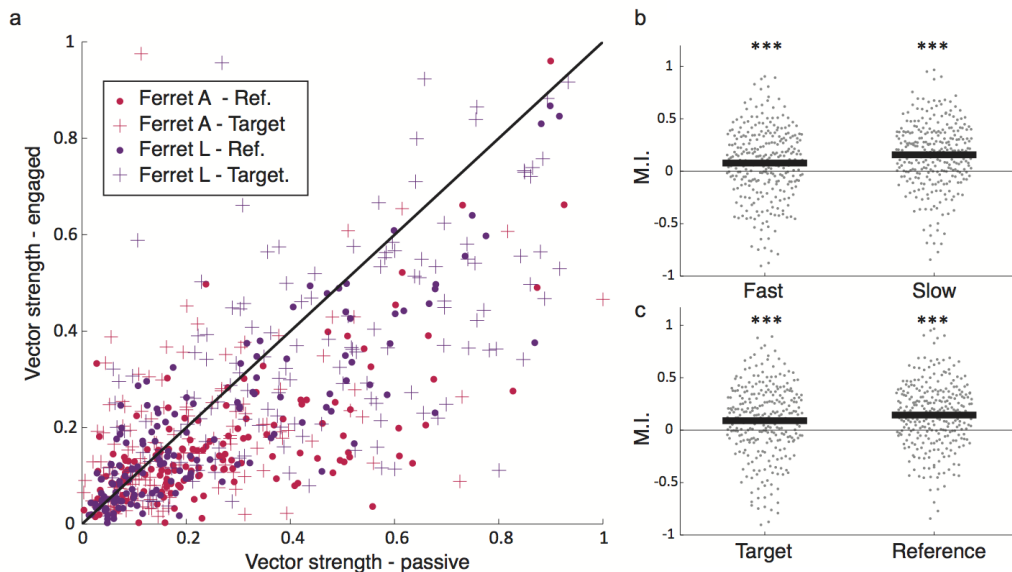 a
Vector strength - engaged
1
0.8
0.6
0.4
0.2
0
Ferret A - Ref.
Ferret A - Target
Ferret L - Ref.
Ferret L - Target.
0.2
0.4
0.6
0.8
1
Vector strength - passive
b
M.I.
1
0.5
0
-0.5
-1
***
***
Fast
Slow
c
M.I.
1
0.5
0
-0.5
-1
***
***
Target
Reference